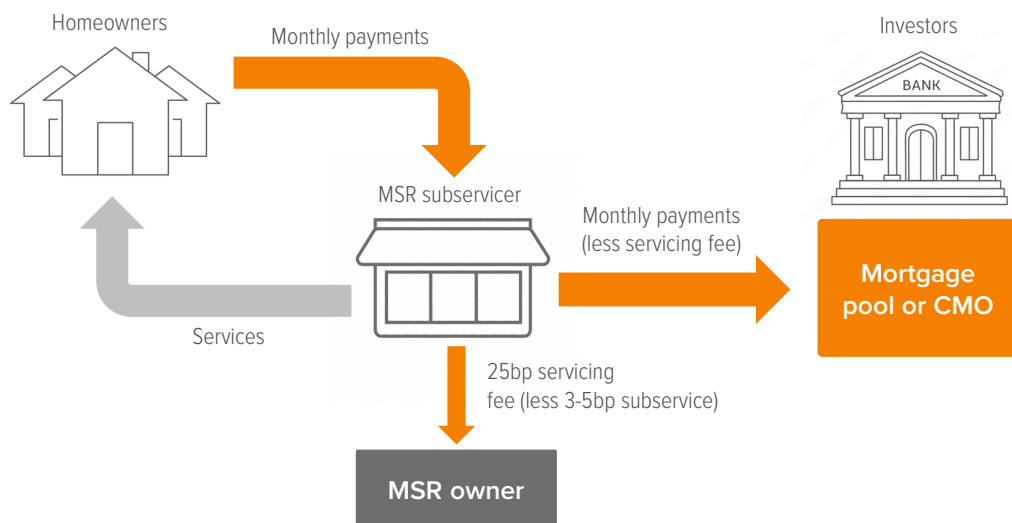 Homeowners
Monthly payments
Investors
BANK
MSR subservicer
Monthly payments
(less servicing fee)
Mortgage
pool or CMO
Services
25bp servicing
fee (less 3-5bp subservice)
MSR owner